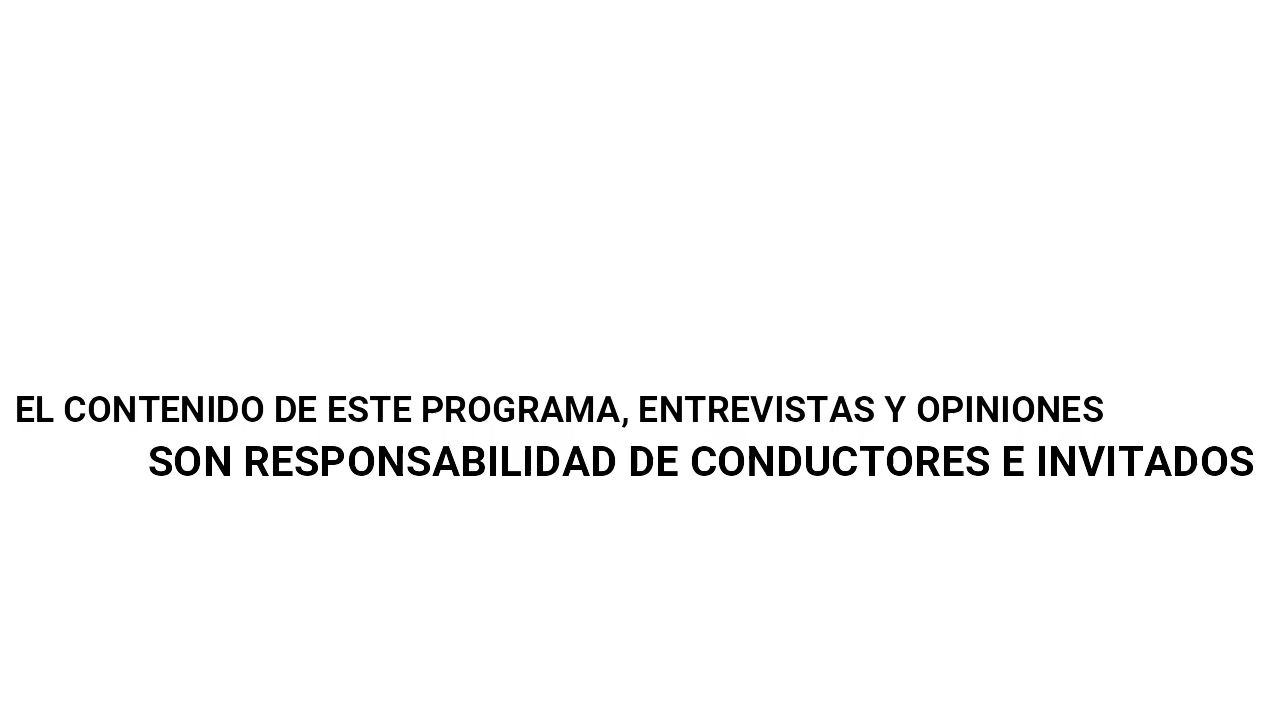 EL CONTENIDO DE ESTE PROGRAMA, ENTREVISTAS Y OPINIONES
SON RESPONSABILIDAD DE CONDUCTORES E INVITADOS